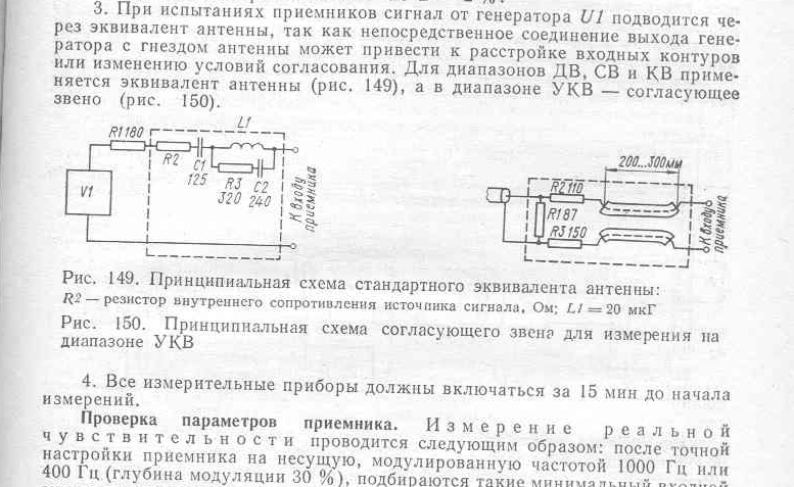 3. При испытаниях приемников сигнал от генератора U1 подводится че-
рез эквивалент антенны, так как непосредственное соединение выхода гене-
ратора с гнездом антенны может привести к расстройке входных контуров
или изменению условий согласования. Для диапазонов ДВ, СВ и КВ приме-
няется эквивалент антенны (рис. 149), а в диапазоне УКВ — согласующее
звено (рис. 150).
L1
R1 180
R2
C1
125
R3
320
C2
240
V1
К входу
приемника
200...300мм
R2 110
R1 87
R3 150
К входу
приемника
Рис. 149. Принципиальная схема стандартного эквивалента антенны:
R2 — резистор внутреннего сопротивления источника сигнала, Ом; L1 = 20 мкГ
Рис. 150. Принципиальная схема согласующего звена для измерения на
диапазоне УКВ
4. Все измерительные приборы должны включаться за 15 мин до начала
измерений.
Проверка параметров приемника. Измерение реальной
чувствительности проводится следующим образом: после точной
настройки приемника на несущую, модулированную частотой 1000 Гц или
400 Гц (глубина модуляции 30 %), подбираются такие минимальный входной